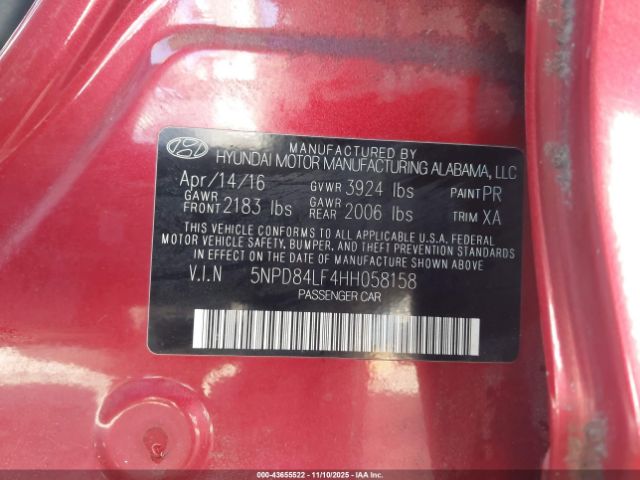 MANUFACTURED BY
HYUNDAI MOTOR MANUFACTURING ALABAMA, LLC
Apr/14/16 GVWR 3924 lbs PAINT PR
GAWR FRONT 2183 lbs GAWR REAR 2006 lbs TRIM XA
THIS VEHICLE CONFORMS TO ALL APPLICABLE U.S.A. FEDERAL
MOTOR VEHICLE SAFETY, BUMPER, AND THEFT PREVENTION STANDARDS
IN EFFECT ON THE DATE OF MANUFACTURE SHOWN ABOVE.
V.I.N 5NPD84LF4HH058158
PASSENGER CAR
000-43655522 - 11/10/2025 - IAAI.COM